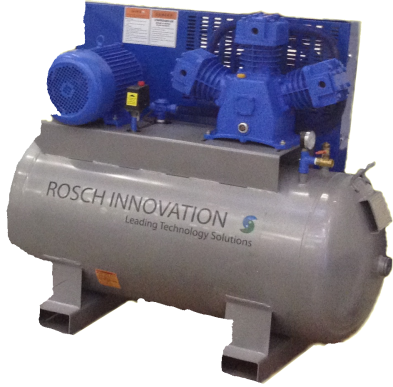 ROSCH INNOVATION
Leading Technology Solutions